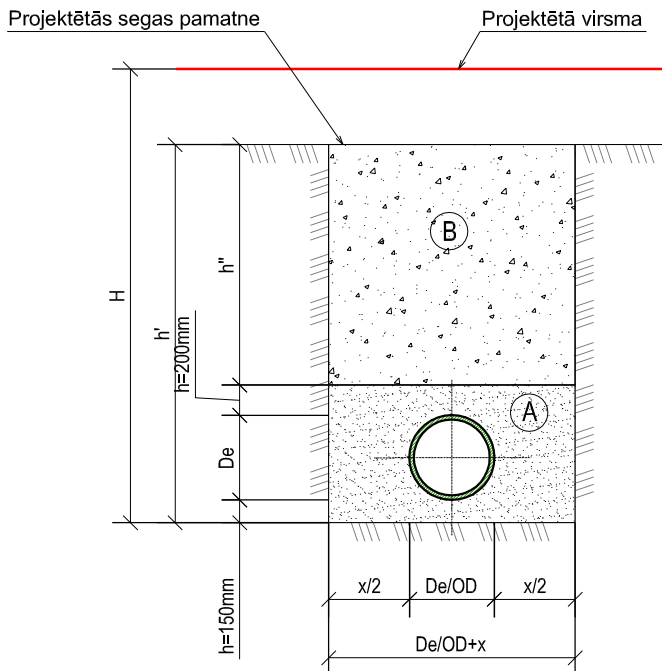 Projektētās segas pamatne
Projektētā virsma
B
A
H
h'
h"
h=200mm
De
h=150mm
x/2
De/OD
x/2
De/OD+x